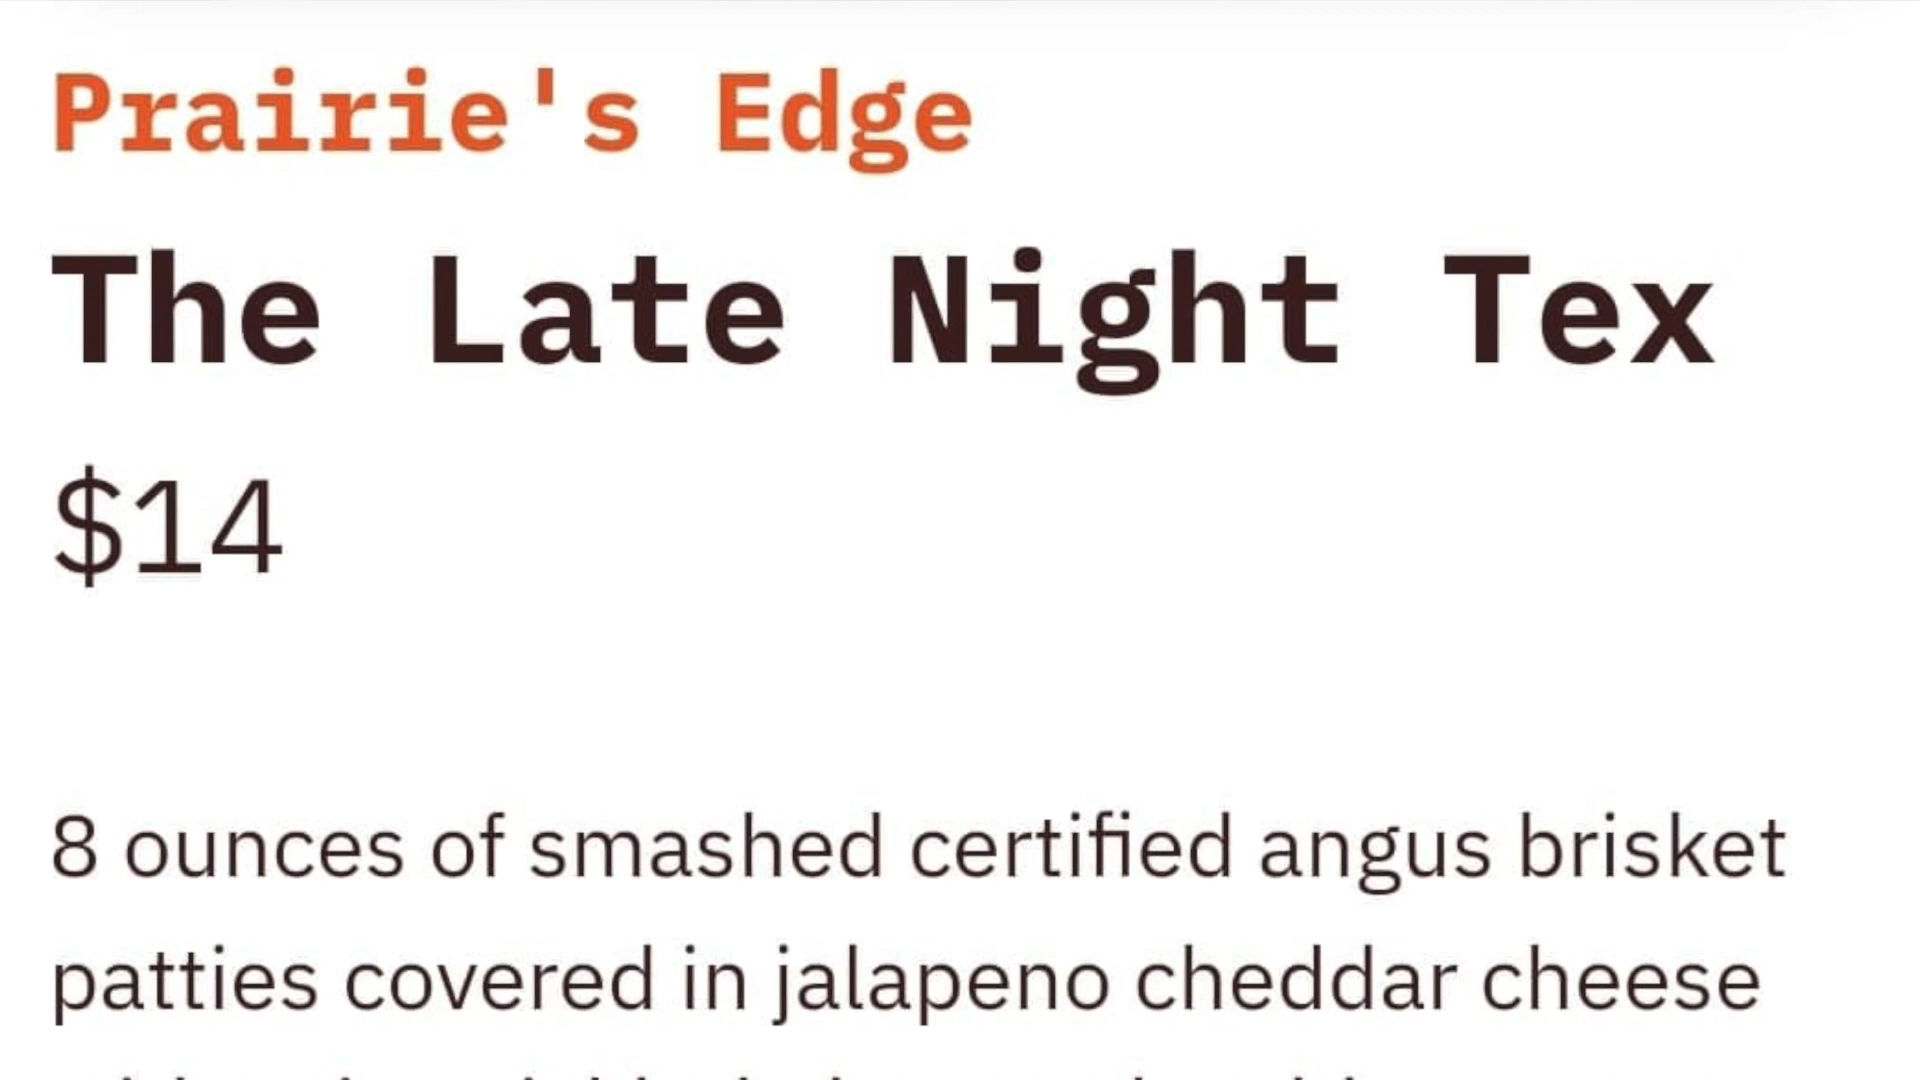 Prairie's Edge
The Late Night Tex
$14
8 ounces of smashed certified angus brisket
patties covered in jalapeno cheddar cheese